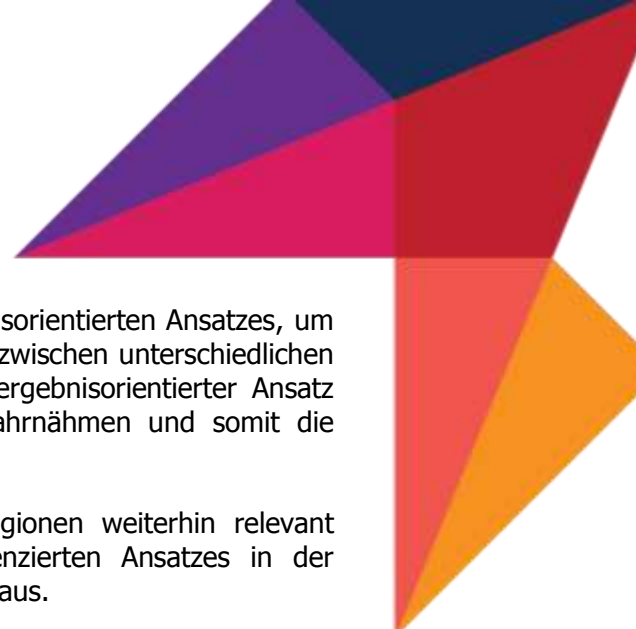 sorientierten Ansatzes, um
zwischen unterschiedlichen
ergebnisorientierter Ansatz
ahrnähmen und somit die
gionen weiterhin relevant
enzierten Ansatzes in der
aus.